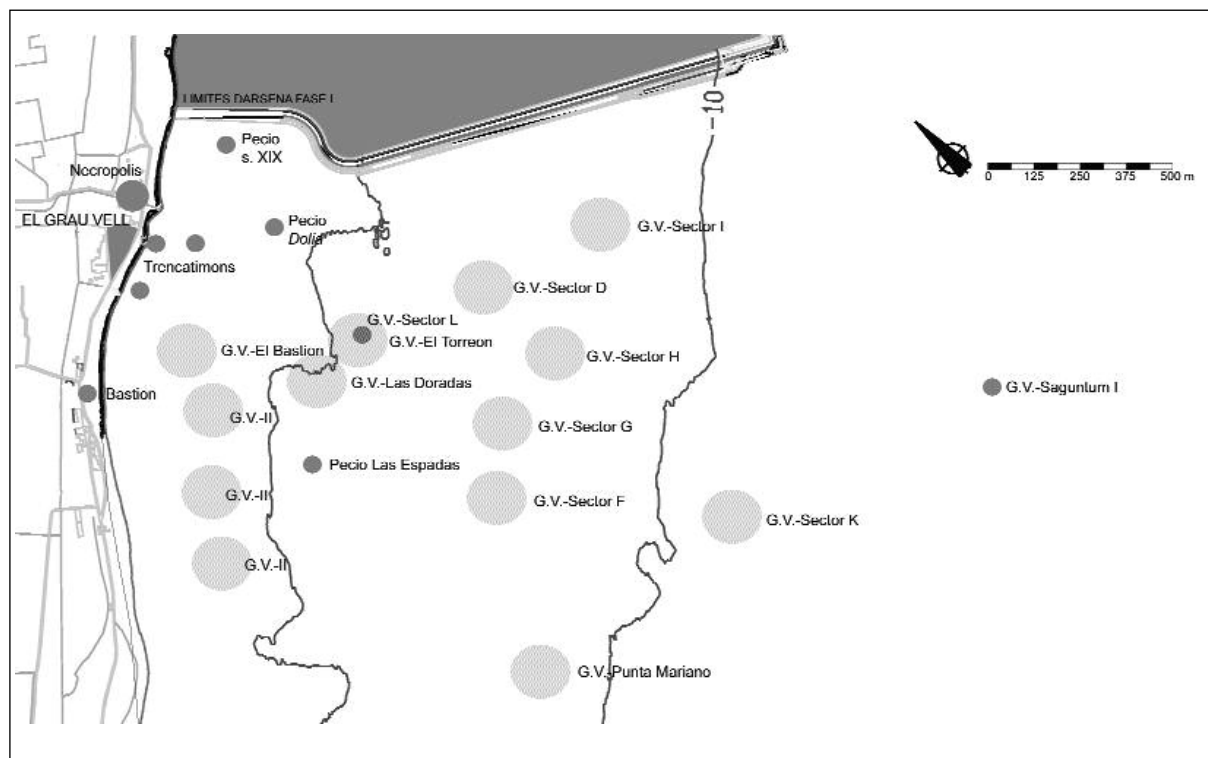 LIMITES DARSENA FASE I
-10-
Pecio
s. XIX
Necropolis
0 125 250 375 500 m
EL GRAU VELL
Pecio
Dolia
G.V.-Sector I
Trencatimons
G.V.-Sector D
G.V.-Sector L
G.V.-El Torreon
G.V.-El Bastion
G.V.-Sector H
G.V.-Las Doradas
G.V.-Saguntum I
Bastion
G.V.-II
G.V.-Sector G
Pecio Las Espadas
G.V.-II
G.V.-Sector F
G.V.-Sector K
G.V.-II
G.V.-Punta Mariano